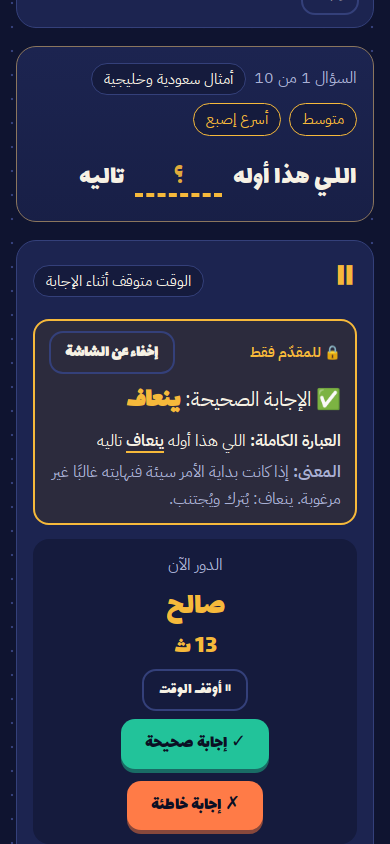 السؤال 1 من 10 أمثال سعودية وخليجية
متوسط أسرع إصبع
اللي هذا أوله ؟ تاليه
الوقت متوقف أثناء الإجابة
🔒 للمقدّم فقط إخفاء عن الشاشة
✅ الإجابة الصحيحة: ينعاف
العبارة الكاملة: اللي هذا أوله ينعاف تاليه
المعنى: إذا كانت بداية الأمر سيئة فنهايته غالبًا غير
مرغوبة. ينعاف: يُترك ويُجتنب.
الدور الآن
صالح
13 ث
⏸ أوقف الوقت
✓ إجابة صحيحة
✗ إجابة خاطئة